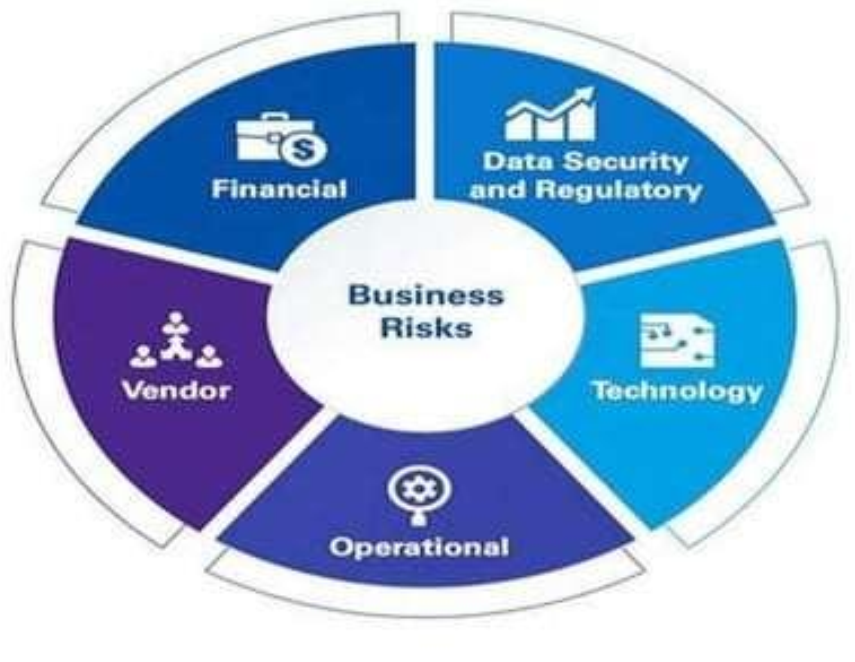 Financial
Data Security
and Regulatory
Business
Risks
Vendor
Technology
Operational